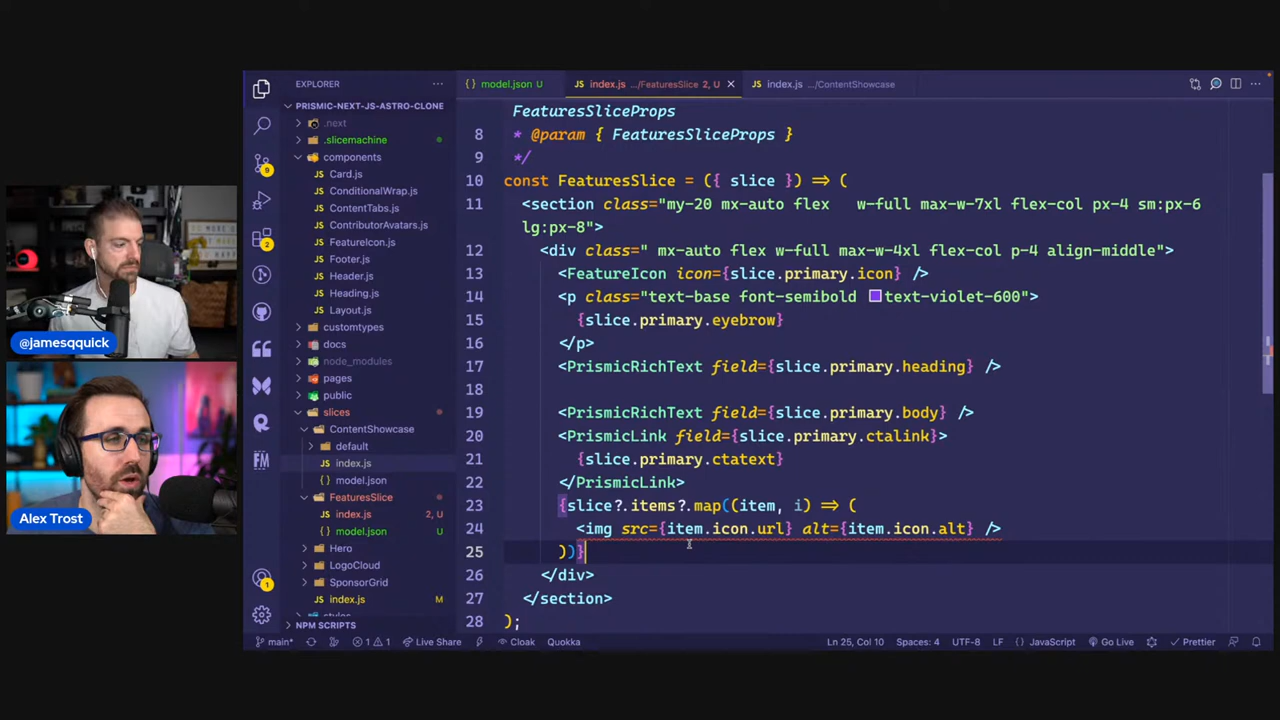 EXPLORER
PRISMIC-NEXT-JS-ASTRO-CLONE
.next
.slicemachine
components
Card.js
ConditionalWrap.js
ContentTabs.js
ContributorAvatars.js
FeatureIcon.js
Footer.js
Header.js
Heading.js
Layout.js
customtypes
docs
node_modules
pages
public
slices
ContentShowcase
default
index.js
model.json
FeaturesSlice
index.js 2, U
model.json U
Hero
LogoCloud
SponsorGrid
index.js M
NPM SCRIPTS
9
2
1
FM
model.json U
JS index.js .../FeaturesSlice 2, U
JS index.js .../ContentShowcase
FeaturesSliceProps
8 * @param { FeaturesSliceProps }
9 */
10 const FeaturesSlice = ({ slice }) => (
11 <section class="my-20 mx-auto flex   w-full max-w-7xl flex-col px-4 sm:px-6
lg:px-8">
12 <div class=" mx-auto flex w-full max-w-4xl flex-col p-4 align-middle">
13 <FeatureIcon icon={slice.primary.icon} />
14 <p class="text-base font-semibold text-violet-600">
15 {slice.primary.eyebrow}
16 </p>
17 <PrismicRichText field={slice.primary.heading} />
18
19 <PrismicRichText field={slice.primary.body} />
20 <PrismicLink field={slice.primary.ctalink}>
21 {slice.primary.ctatext}
22 </PrismicLink>
23 {slice?.items?.map((item, i) => (
24 <img src={item.icon.url} alt={item.icon.alt} />
25 ))}
26 </div>
27 </section>
28 );
@jamesqquick
Alex Trost
main* 1 1 Live Share Cloak Quokka Ln 25, Col 10 Spaces: 4 UTF-8 LF JavaScript Go Live Prettier